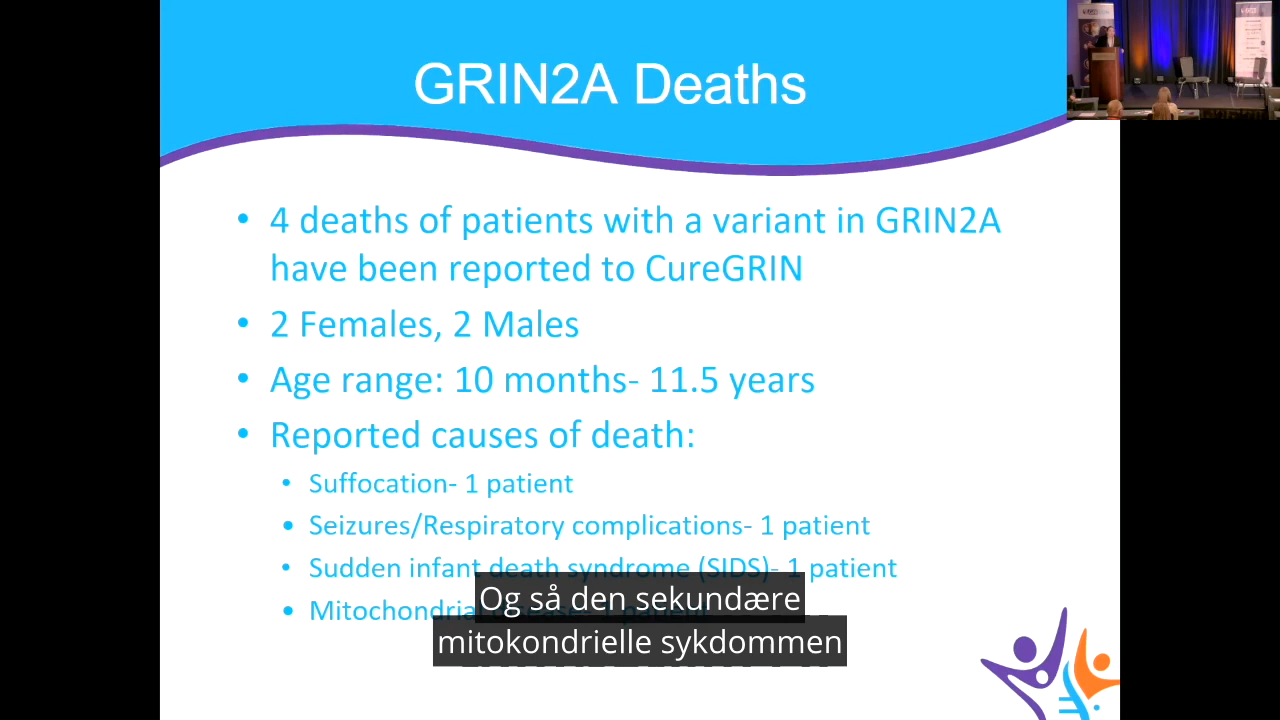 GRIN2A Deaths
• 4 deaths of patients with a variant in GRIN2A
have been reported to CureGRIN
• 2 Females, 2 Males
• Age range: 10 months- 11.5 years
• Reported causes of death:
• Suffocation- 1 patient
• Seizures/Respiratory complications- 1 patient
• Sudden infant death syndrome (SIDS)- 1 patient
• Mitochondrial
Og så den sekundære
mitokondrielle sykdommen